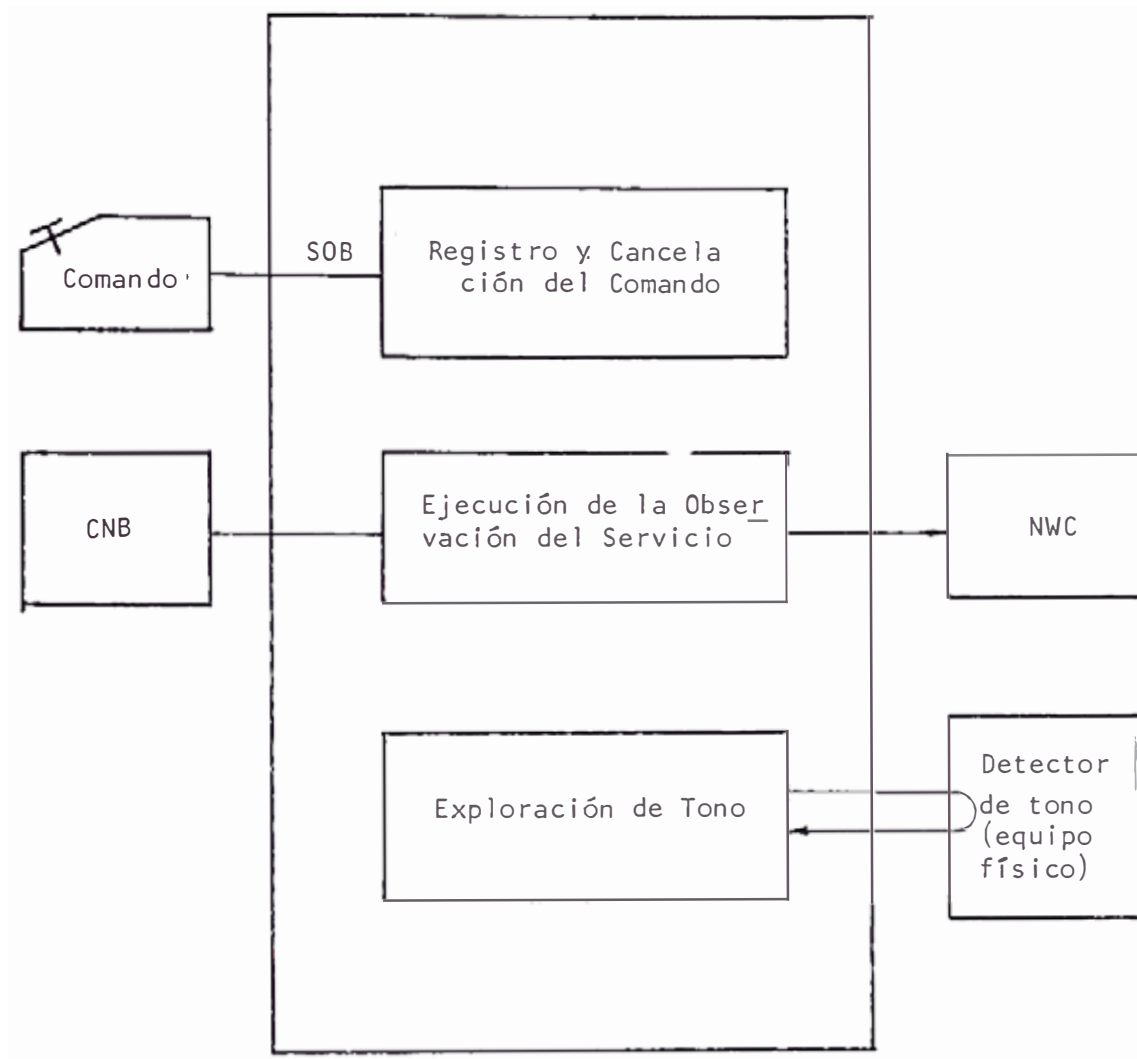 Comando
SOB
Registro y Cancela
ción del Comando
CNB
Ejecución de la Obser
vación del Servicio
NWC
Exploración de Tono
Detector
de tono
(equipo
físico)